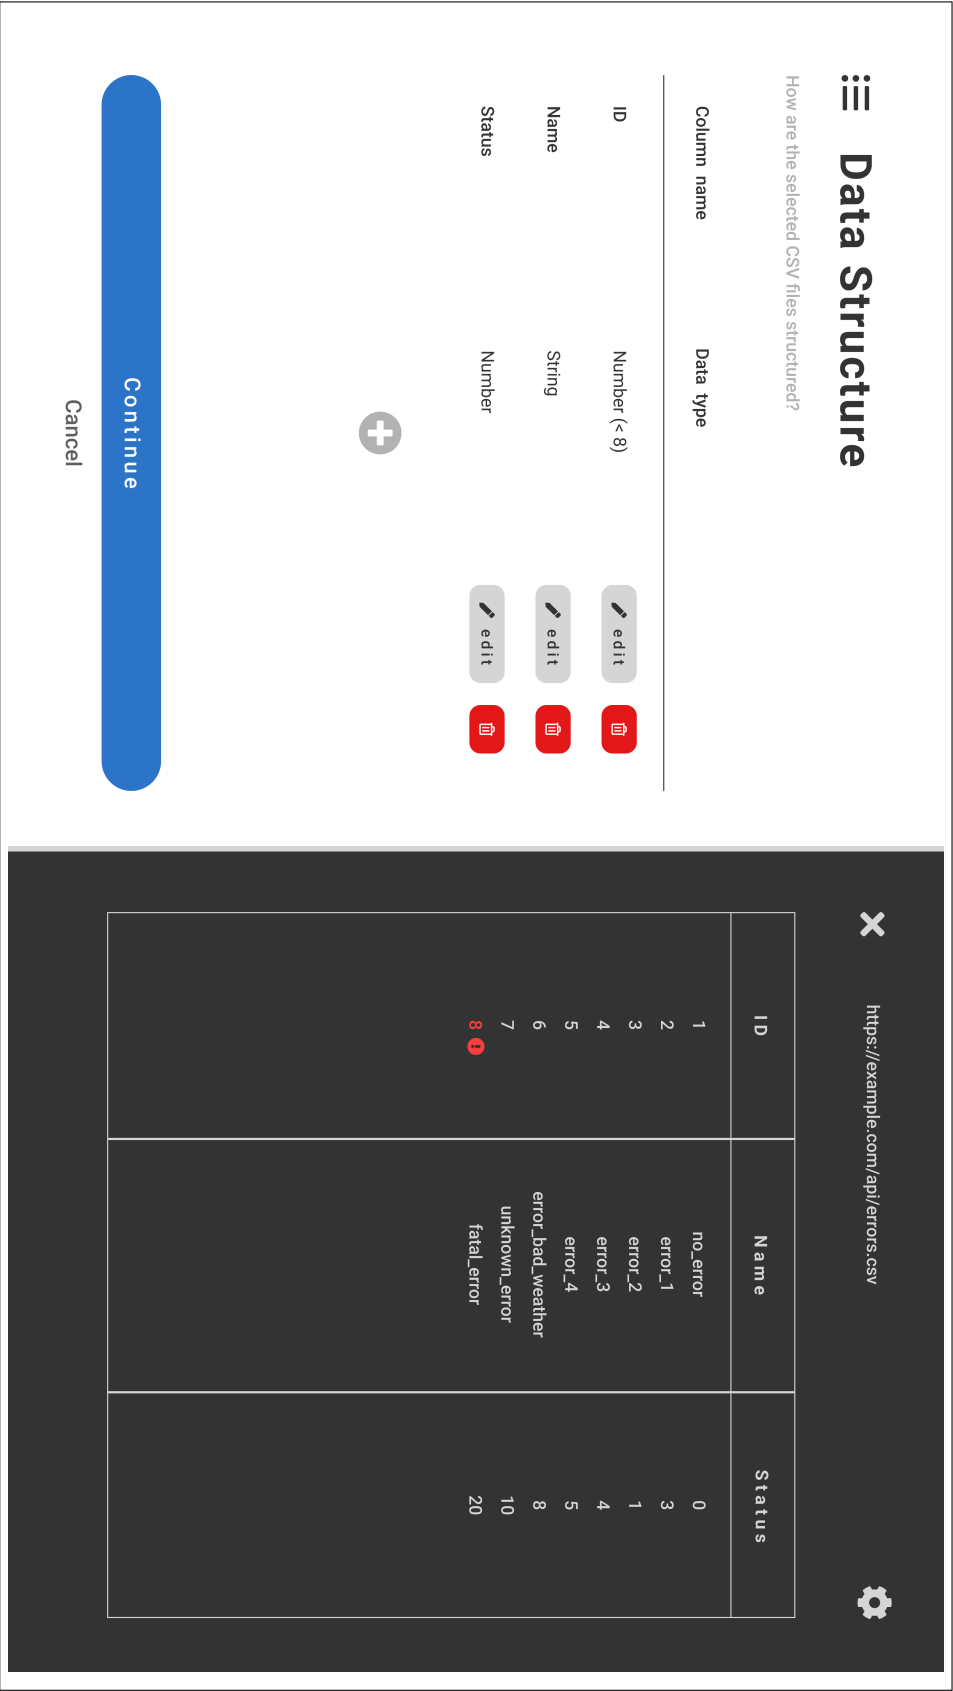 Data Structure
How are the selected CSV files structured?
Column name Data type
ID Number (< 8) edit
Name String edit
Status Number edit
Continue
Cancel
https://example.com/api/errors.csv
ID Name Status
1 no_error 0
2 error_1 3
3 error_2 1
4 error_3 4
5 error_4 5
6 error_bad_weather 8
7 unknown_error 10
8 fatal_error 20